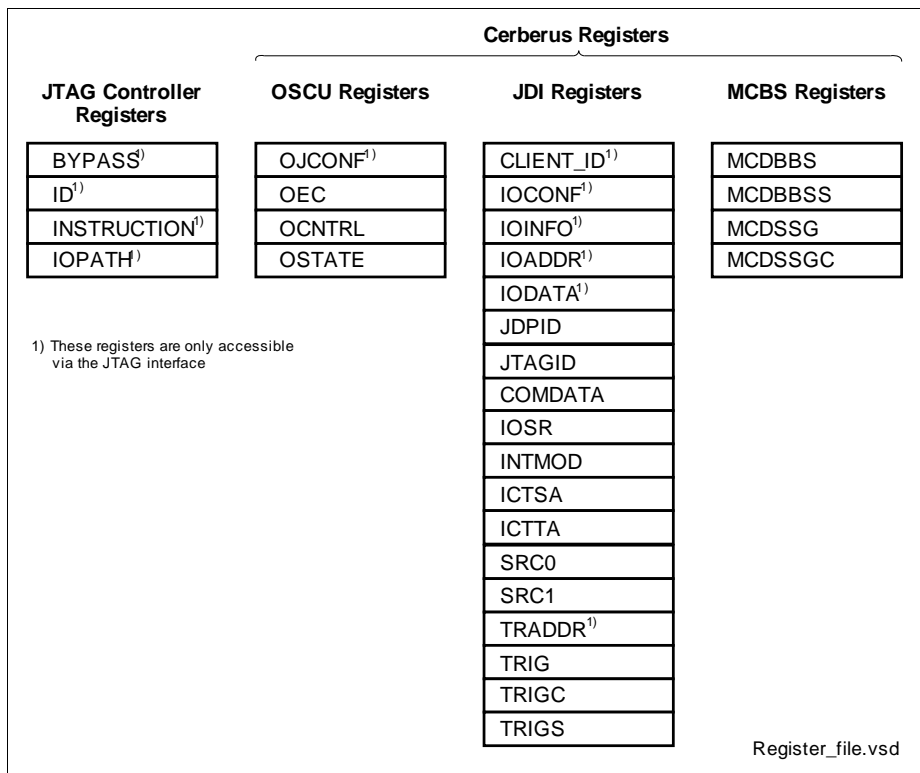 Cerberus Registers
JTAG Controller
Registers
OSCU Registers
JDI Registers
MCBS Registers
BYPASS1)
ID1)
INSTRUCTION1)
IOPATH1)
1) These registers are only accessible
via the JTAG interface
OJCONF1)
OEC
OCNTRL
OSTATE
CLIENT_ID1)
IOCONF1)
IOINFO1)
IOADDR1)
IODATA1)
JDPID
JTAGID
COMDATA
IOSR
INTMOD
ICTSA
ICTTA
SRC0
SRC1
TRADDR1)
TRIG
TRIGC
TRIGS
MCDBBS
MCDBBSS
MCDSSG
MCDSSGC
Register_file.vsd